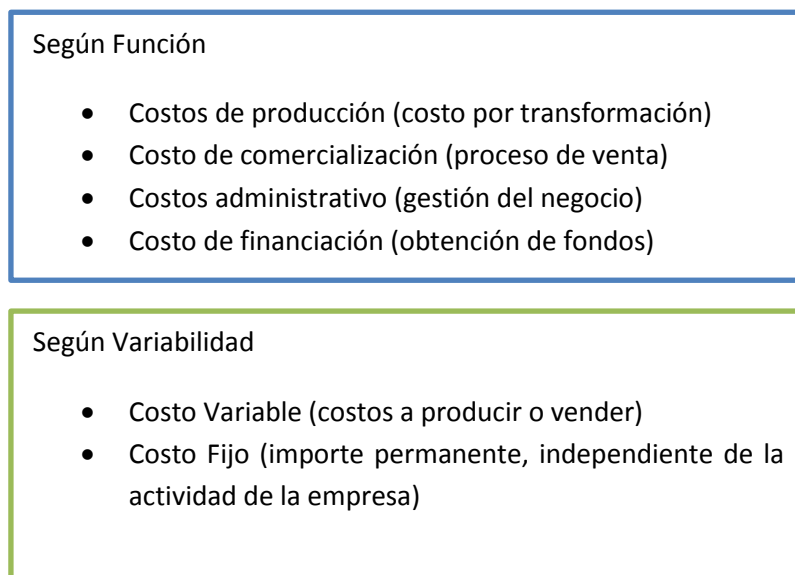 Según Función
• Costos de producción (costo por transformación)
• Costo de comercialización (proceso de venta)
• Costos administrativo (gestión del negocio)
• Costo de financiación (obtención de fondos)
Según Variabilidad
• Costo Variable (costos a producir o vender)
• Costo Fijo (importe permanente, independiente de la
actividad de la empresa)